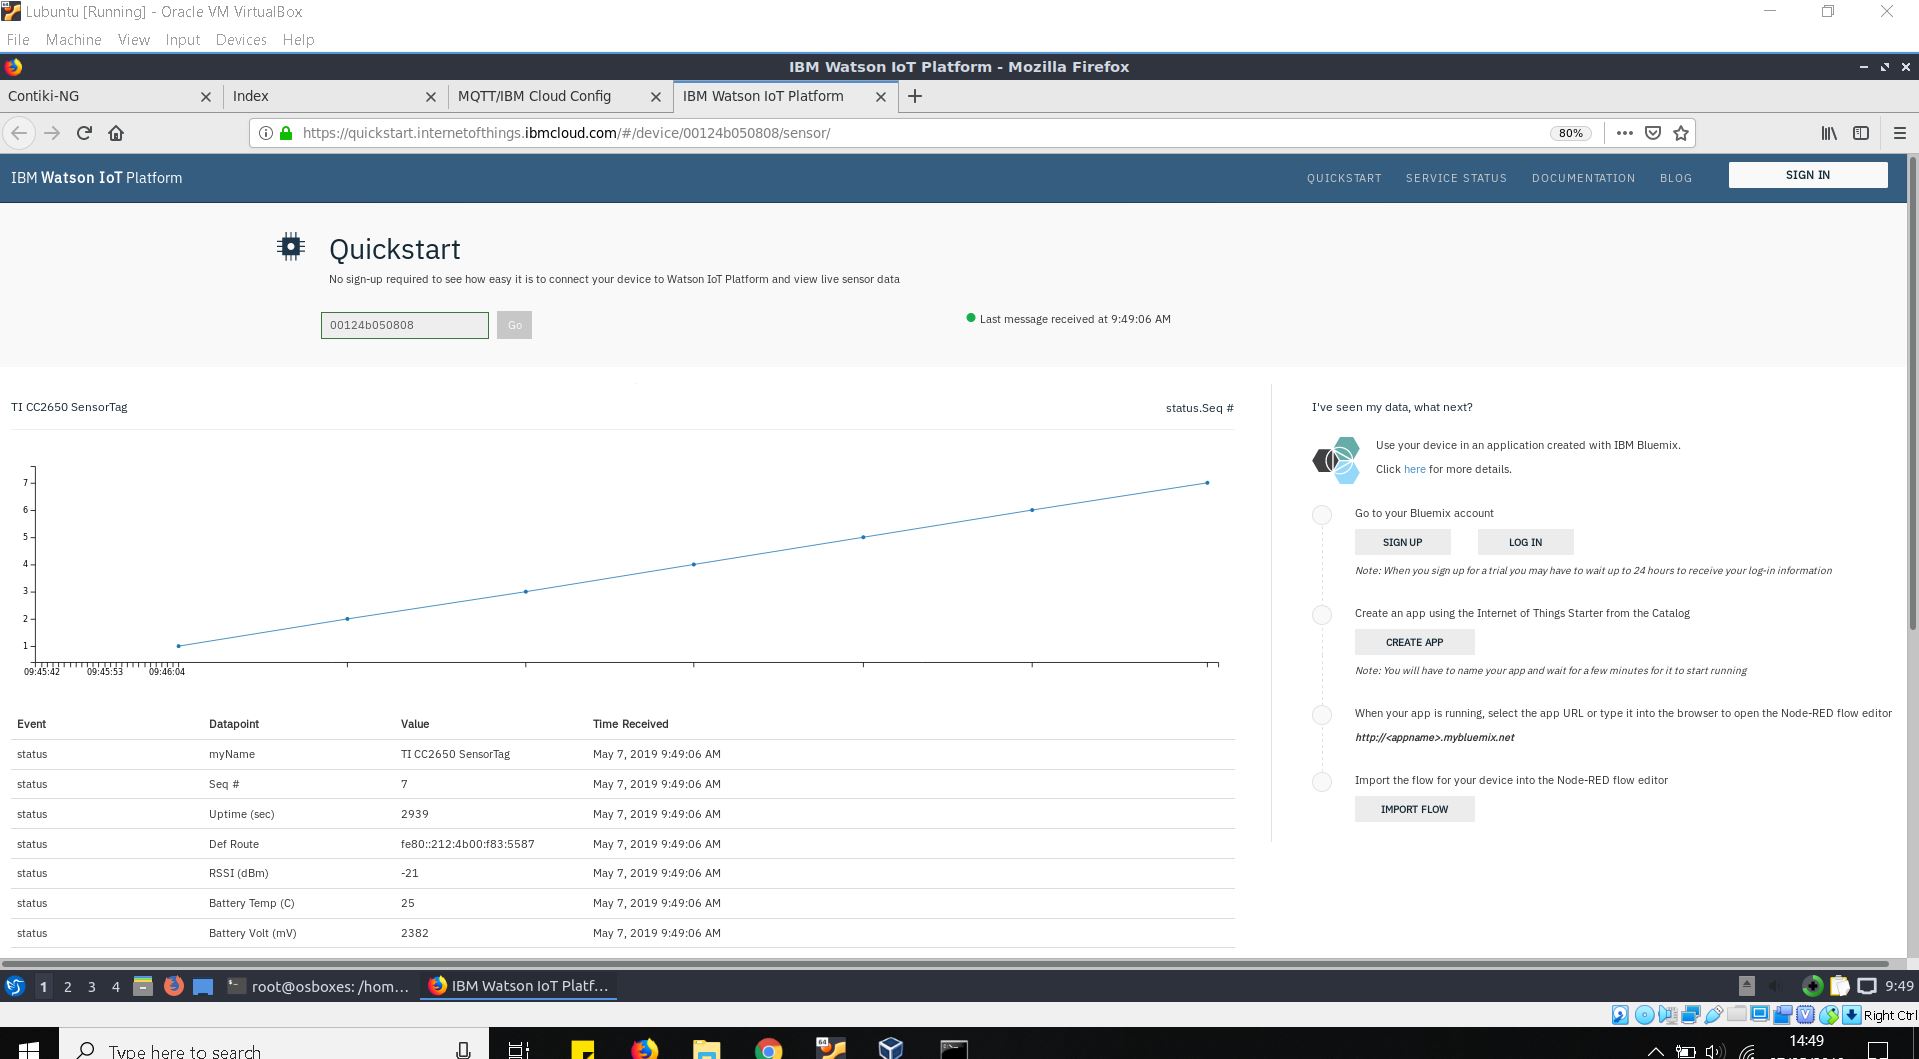 Lubuntu [Running] - Oracle VM VirtualBox
File Machine View Input Devices Help
IBM Watson IoT Platform - Mozilla Firefox
Contiki-NG
Index
MQTT/IBM Cloud Config
IBM Watson IoT Platform
https://quickstart.internetofthings.ibmcloud.com/#/device/00124b050808/sensor/
80%
IBM Watson IoT Platform
QUICKSTART SERVICE STATUS DOCUMENTATION BLOG
SIGN IN
Quickstart
No sign-up required to see how easy it is to connect your device to Watson IoT Platform and view live sensor data
00124b050808
Go
Last message received at 9:49:06 AM
TI CC2650 SensorTag
status.Seq #
7
6
5
4
3
2
1
09:45:42 09:45:53 09:46:04
Event Datapoint Value Time Received
status myName TI CC2650 SensorTag May 7, 2019 9:49:06 AM
status Seq # 7 May 7, 2019 9:49:06 AM
status Uptime (sec) 2939 May 7, 2019 9:49:06 AM
status Def Route fe80::212:4b00:f83:5587 May 7, 2019 9:49:06 AM
status RSSI (dBm) -21 May 7, 2019 9:49:06 AM
status Battery Temp (C) 25 May 7, 2019 9:49:06 AM
status Battery Volt (mV) 2382 May 7, 2019 9:49:06 AM
I've seen my data, what next?
Use your device in an application created with IBM Bluemix.
Click here for more details.
Go to your Bluemix account
SIGN UP
LOG IN
Note: When you sign up for a trial you may have to wait up to 24 hours to receive your log-in information
Create an app using the Internet of Things Starter from the Catalog
CREATE APP
Note: You will have to name your app and wait for a few minutes for it to start running
When your app is running, select the app URL or type it into the browser to open the Node-RED flow editor
http://<appname>.mybluemix.net
Import the flow for your device into the Node-RED flow editor
IMPORT FLOW
1 2 3 4
root@osboxes: /hom...
IBM Watson IoT Platf...
9:49
Right Ctrl
Type here to search
14:49